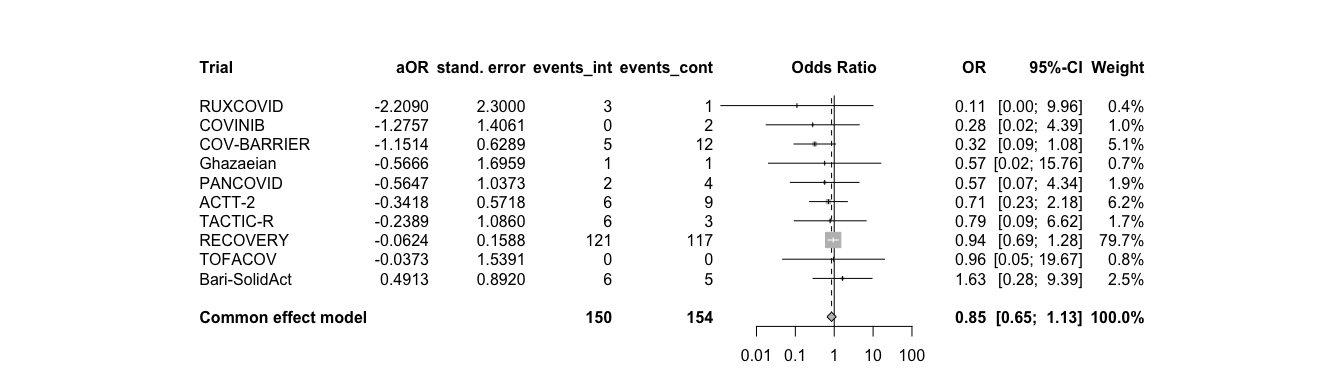 Trial aOR stand. error events_int events_cont Odds Ratio OR 95%-CI Weight
RUXCOVID -2.2090 2.3000 3 1 0.11 [0.00; 9.96] 0.4%
COVINIB -1.2757 1.4061 0 2 0.28 [0.02; 4.39] 1.0%
COV-BARRIER -1.1514 0.6289 5 12 0.32 [0.09; 1.08] 5.1%
Ghazaeian -0.5666 1.6959 1 1 0.57 [0.02; 15.76] 0.7%
PANCOVID -0.5647 1.0373 2 4 0.57 [0.07; 4.34] 1.9%
ACTT-2 -0.3418 0.5718 6 9 0.71 [0.23; 2.18] 6.2%
TACTIC-R -0.2389 1.0860 6 3 0.79 [0.09; 6.62] 1.7%
RECOVERY -0.0624 0.1588 121 117 0.94 [0.69; 1.28] 79.7%
TOFACOV -0.0373 1.5391 0 0 0.96 [0.05; 19.67] 0.8%
Bari-SolidAct 0.4913 0.8920 6 5 1.63 [0.28; 9.39] 2.5%
Common effect model 150 154 0.85 [0.65; 1.13] 100.0%
0.01 0.1 1 10 100